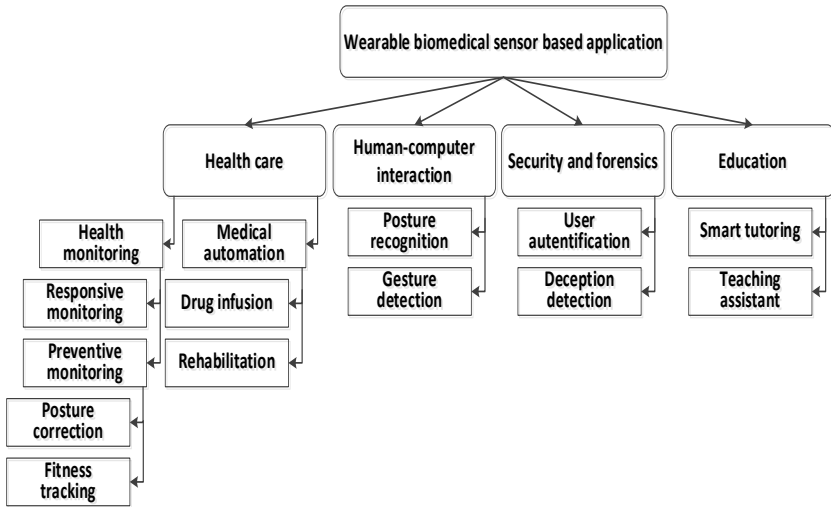 Wearable biomedical sensor based application
Health care
Human-computer
interaction
Security and forensics
Education
Health
monitoring
Medical
automation
Posture
recognition
User
autentification
Smart tutoring
Responsive
monitoring
Drug infusion
Gesture
detection
Deception
detection
Teaching
assistant
Preventive
monitoring
Rehabilitation
Posture
correction
Fitness
tracking